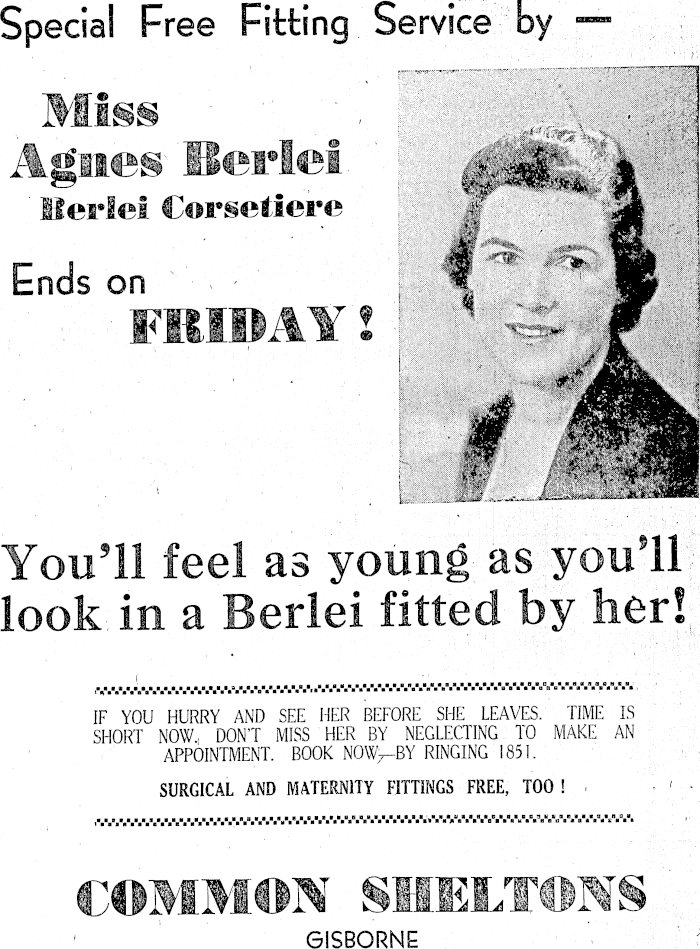 Special Free Fitting Service by —
Miss
Agnes Berlei
Berlei Corsetiere
Ends on
FRIDAY !
You'll feel as young as you'll
look in a Berlei fitted by her!
IF YOU HURRY AND SEE HER BEFORE SHE LEAVES. TIME IS
SHORT NOW. DON'T MISS HER BY NEGLECTING TO MAKE AN
APPOINTMENT. BOOK NOW,—BY RINGING 1851.
SURGICAL AND MATERNITY FITTINGS FREE, TOO !
COMMON SHELTONS
GISBORNE